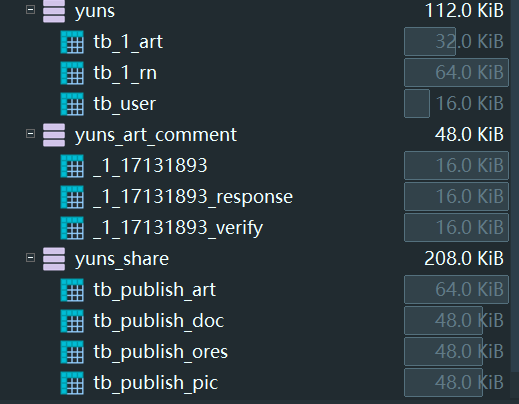 yuns 112.0 KiB
tb_1_art 32.0 KiB
tb_1_rn 64.0 KiB
tb_user 16.0 KiB
yuns_art_comment 48.0 KiB
_1_17131893 16.0 KiB
_1_17131893_response 16.0 KiB
_1_17131893_verify 16.0 KiB
yuns_share 208.0 KiB
tb_publish_art 64.0 KiB
tb_publish_doc 48.0 KiB
tb_publish_ores 48.0 KiB
tb_publish_pic 48.0 KiB